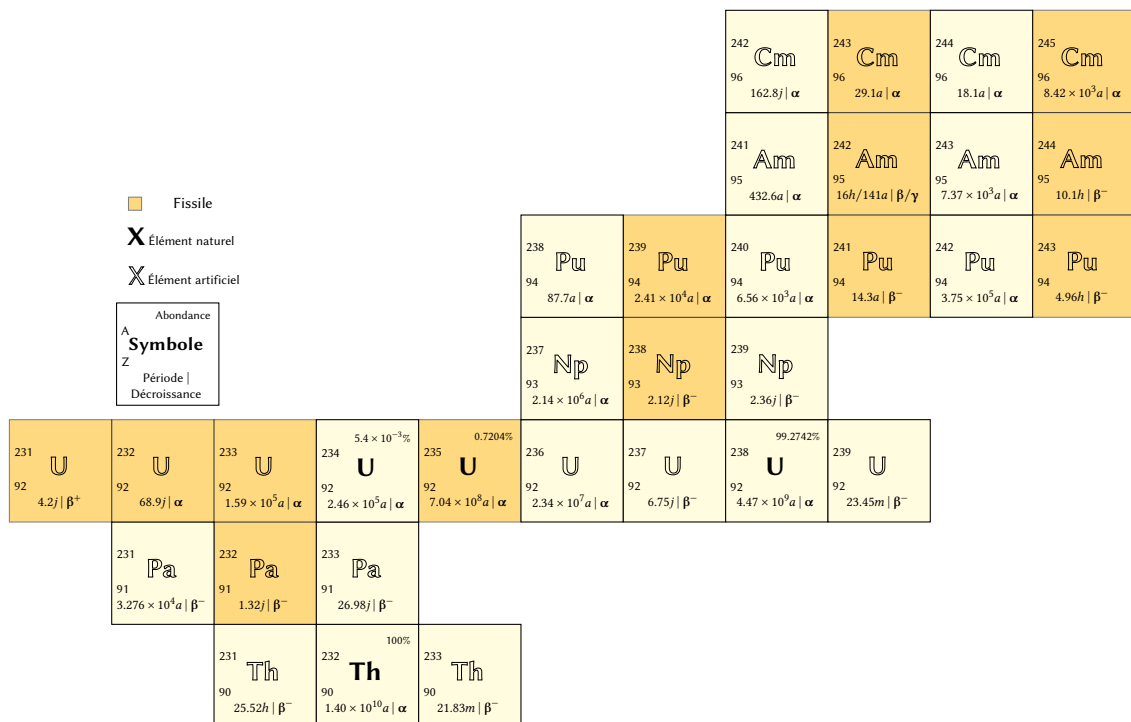 242 Cm 96 162.8j | α
243 Cm 96 29.1a | α
244 Cm 96 18.1a | α
245 Cm 96 8.42 × 10³a | α
241 Am 95 432.6a | α
242 Am 95 16h/141a | β/γ
243 Am 95 7.37 × 10³a | α
244 Am 95 10.1h | β⁻
Fissile
X Élément naturel
X Élément artificiel
Abondance
A
Symbole
Z
Période |
Décroissance
238 Pu 94 87.7a | α
239 Pu 94 2.41 × 10⁴a | α
240 Pu 94 6.56 × 10³a | α
241 Pu 94 14.3a | β⁻
242 Pu 94 3.75 × 10⁵a | α
243 Pu 94 4.96h | β⁻
237 Np 93 2.14 × 10⁶a | α
238 Np 93 2.12j | β⁻
239 Np 93 2.36j | β⁻
231 U 92 4.2j | β⁺
232 U 92 68.9j | α
233 U 92 1.59 × 10⁵a | α
5.4 × 10⁻³% 234 U 92 2.46 × 10⁵a | α
0.7204% 235 U 92 7.04 × 10⁸a | α
236 U 92 2.34 × 10⁷a | α
237 U 92 6.75j | β⁻
99.2742% 238 U 92 4.47 × 10⁹a | α
239 U 92 23.45m | β⁻
231 Pa 91 3.276 × 10⁴a | β⁻
232 Pa 91 1.32j | β⁻
233 Pa 91 26.98j | β⁻
231 Th 90 25.52h | β⁻
100% 232 Th 90 1.40 × 10¹⁰a | α
233 Th 90 21.83m | β⁻